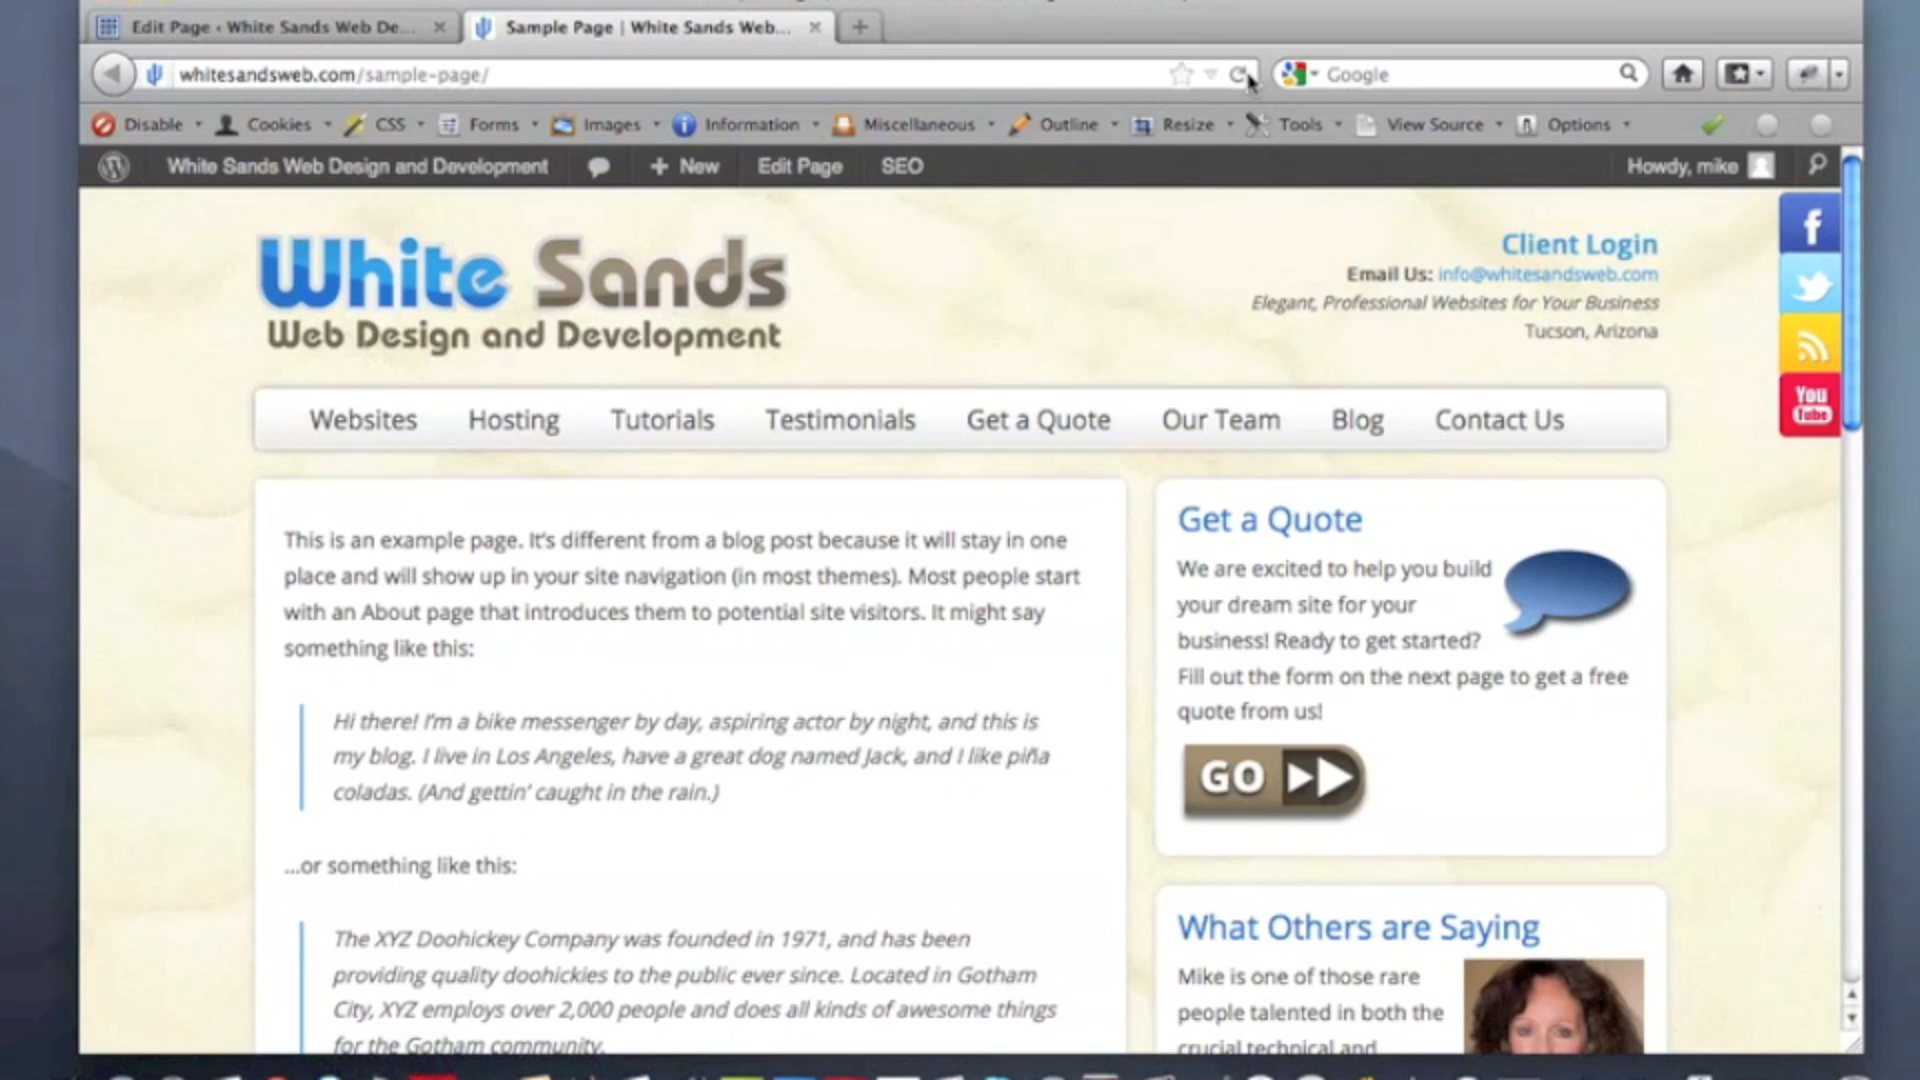 Edit Page ‹ White Sands Web De...
Sample Page | White Sands Web...
whitesandsweb.com/sample-page/
Google
Disable Cookies CSS Forms Images Information Miscellaneous Outline Resize Tools View Source Options
White Sands Web Design and Development + New Edit Page SEO Howdy, mike
White Sands
Web Design and Development
Client Login
Email Us: info@whitesandsweb.com
Elegant, Professional Websites for Your Business
Tucson, Arizona
You
Tube
Websites Hosting Tutorials Testimonials Get a Quote Our Team Blog Contact Us
This is an example page. It's different from a blog post because it will stay in one
place and will show up in your site navigation (in most themes). Most people start
with an About page that introduces them to potential site visitors. It might say
something like this:
Hi there! I'm a bike messenger by day, aspiring actor by night, and this is
my blog. I live in Los Angeles, have a great dog named Jack, and I like piña
coladas. (And gettin' caught in the rain.)
...or something like this:
The XYZ Doohickey Company was founded in 1971, and has been
providing quality doohickies to the public ever since. Located in Gotham
City, XYZ employs over 2,000 people and does all kinds of awesome things
for the Gotham community.
Get a Quote
We are excited to help you build
your dream site for your
business! Ready to get started?
Fill out the form on the next page to get a free
quote from us!
GO
What Others are Saying
Mike is one of those rare
people talented in both the
crucial technical and